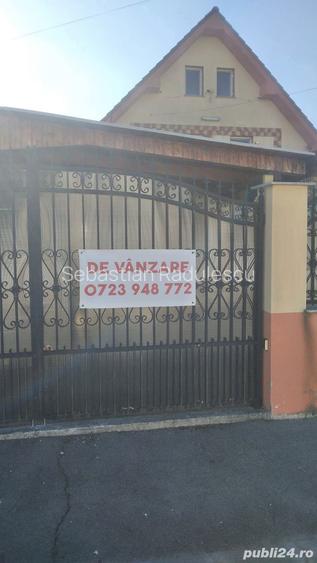 DE VÂNZARE
Sebastian Radulescu
0723 948 772
publi24.ro